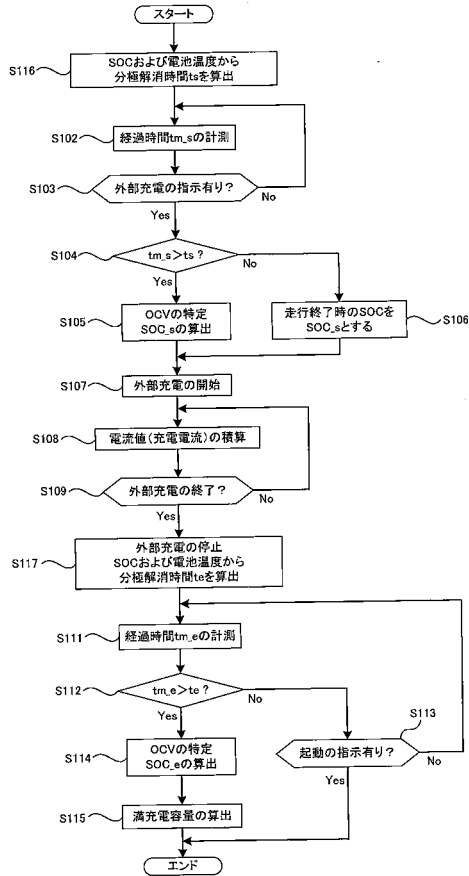 スタート
S116
SOCおよび電池温度から
分極解消時間tsを算出
S102
経過時間tm_sの計測
S103
外部充電の指示有り?
No
Yes
S104
tm_s>ts?
No
Yes
S105
OCVの特定
SOC_sの算出
走行終了時のSOCを
SOC_sとする
S106
S107
外部充電の開始
S108
電流値(充電電流)の積算
S109
外部充電の終了?
No
Yes
S117
外部充電の停止
SOCおよび電池温度から
分極解消時間teを算出
S111
経過時間tm_eの計測
S112
tm_e>te?
No
Yes
S113
S114
OCVの特定
SOC_eの算出
起動の指示有り?
No
Yes
S115
満充電容量の算出
エンド